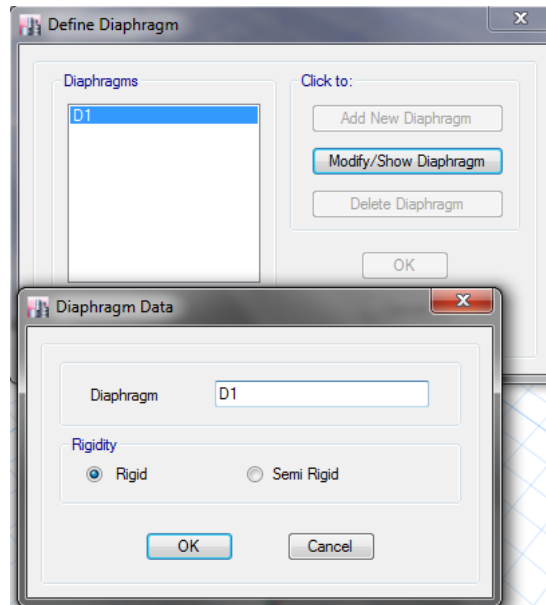 Define Diaphragm
x
Diaphragms
Click to:
D1
Add New Diaphragm
Modify/Show Diaphragm
Delete Diaphragm
OK
Diaphragm Data
x
Diaphragm
D1
Rigidity
Rigid
Semi Rigid
OK
Cancel